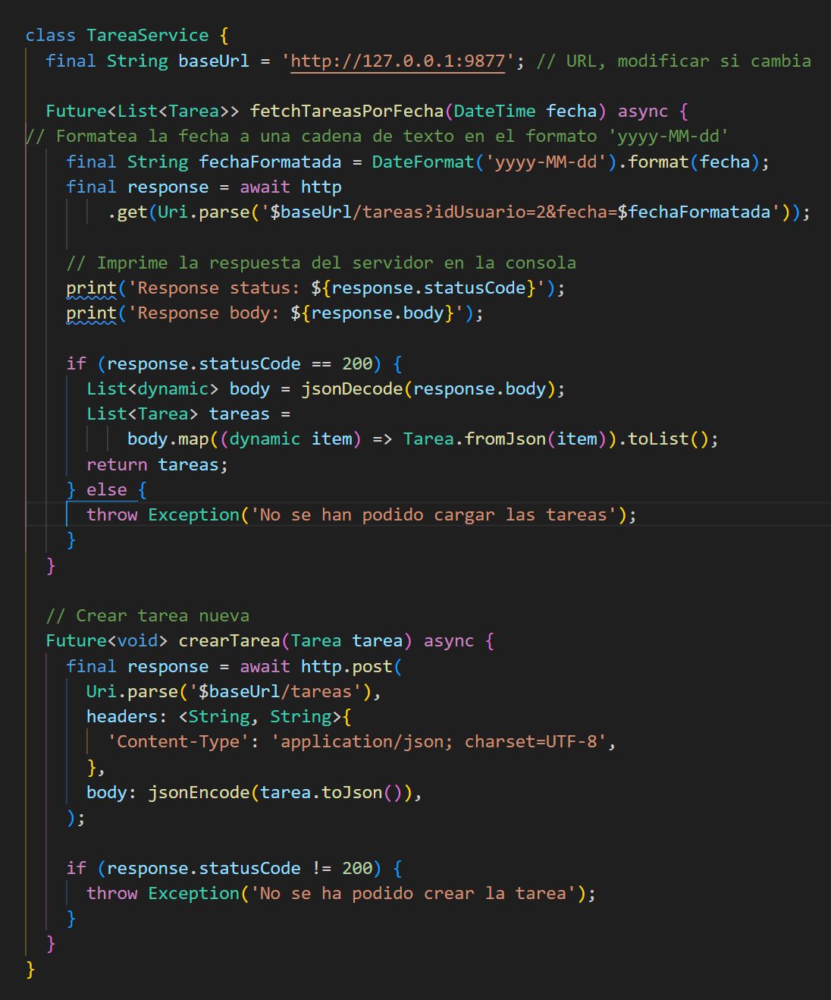 class TareaService {
  final String baseUrl = 'http://127.0.0.1:9877'; // URL, modificar si cambia

  Future<List<Tarea>> fetchTareasPorFecha(DateTime fecha) async {
// Formatea la fecha a una cadena de texto en el formato 'yyyy-MM-dd'
    final String fechaFormatada = DateFormat('yyyy-MM-dd').format(fecha);
    final response = await http
        .get(Uri.parse('$baseUrl/tareas?idUsuario=2&fecha=$fechaFormatada'));

    // Imprime la respuesta del servidor en la consola
    print('Response status: ${response.statusCode}');
    print('Response body: ${response.body}');

    if (response.statusCode == 200) {
      List<dynamic> body = jsonDecode(response.body);
      List<Tarea> tareas =
          body.map((dynamic item) => Tarea.fromJson(item)).toList();
      return tareas;
    } else {
      throw Exception('No se han podido cargar las tareas');
    }
  }

  // Crear tarea nueva
  Future<void> crearTarea(Tarea tarea) async {
    final response = await http.post(
      Uri.parse('$baseUrl/tareas'),
      headers: <String, String>{
        'Content-Type': 'application/json; charset=UTF-8',
      },
      body: jsonEncode(tarea.toJson()),
    );

    if (response.statusCode != 200) {
      throw Exception('No se ha podido crear la tarea');
    }
  }
}